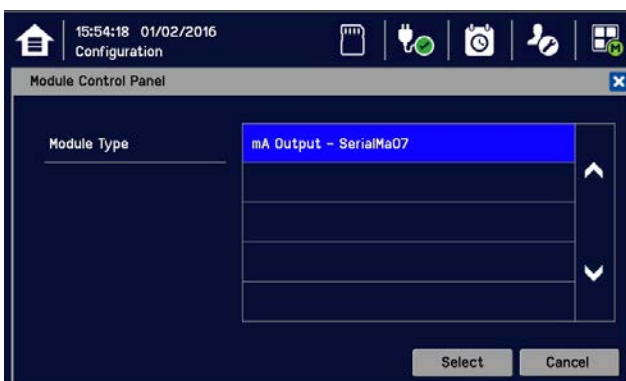 15:54:18 01/02/2016
Configuration
M
Module Control Panel
Module Type
mA Output - SerialMa07
Select
Cancel